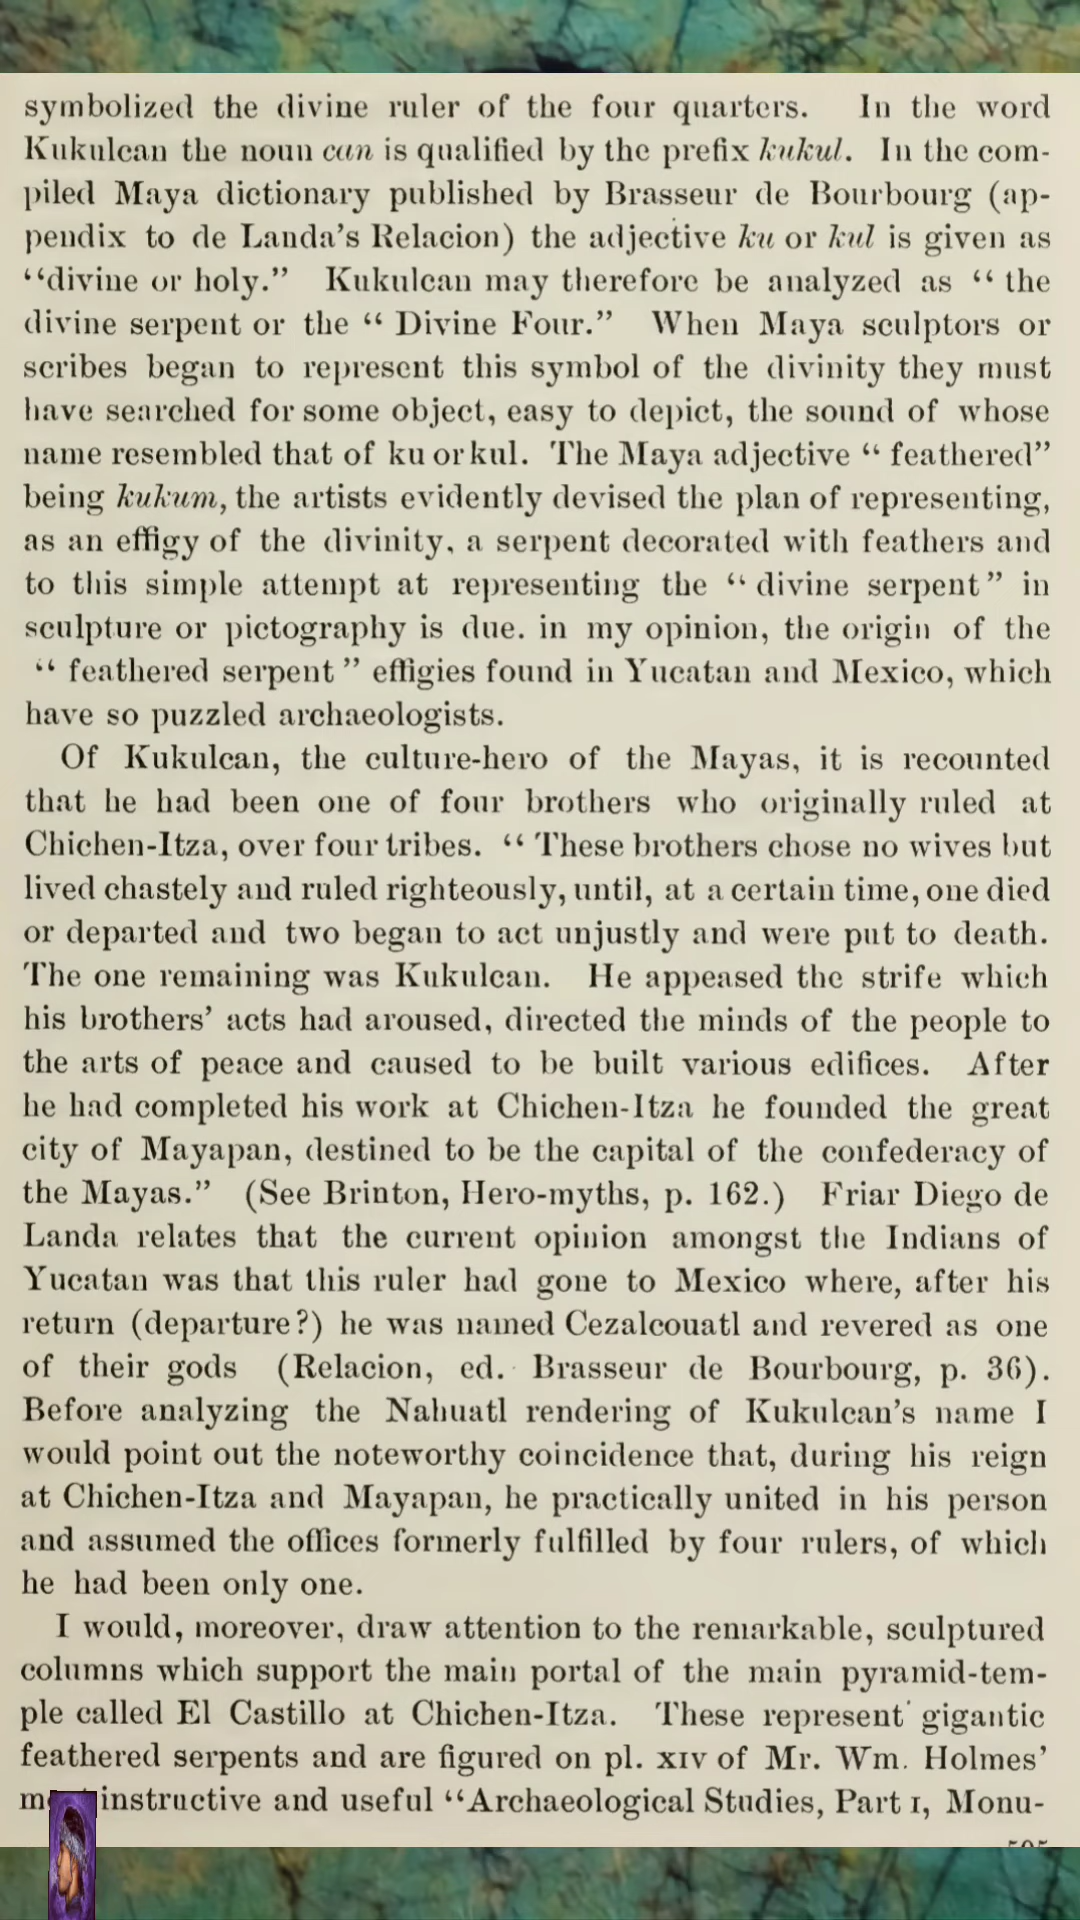 symbolized the divine ruler of the four quarters. In the word
Kukulcan the noun can is qualified by the prefix kukul. In the com-
piled Maya dictionary published by Brasseur de Bourbourg (ap-
pendix to de Landa's Relacion) the adjective ku or kul is given as
“divine or holy.” Kukulcan may therefore be analyzed as “ the
divine serpent or the “ Divine Four.” When Maya sculptors or
scribes began to represent this symbol of the divinity they must
have searched for some object, easy to depict, the sound of whose
name resembled that of ku or kul. The Maya adjective “ feathered”
being kukum, the artists evidently devised the plan of representing,
as an effigy of the divinity, a serpent decorated with feathers and
to this simple attempt at representing the “ divine serpent” in
sculpture or pictography is due. in my opinion, the origin of the
“ feathered serpent ” effigies found in Yucatan and Mexico, which
have so puzzled archaeologists.
Of Kukulcan, the culture-hero of the Mayas, it is recounted
that he had been one of four brothers who originally ruled at
Chichen-Itza, over four tribes. “ These brothers chose no wives but
lived chastely and ruled righteously, until, at a certain time, one died
or departed and two began to act unjustly and were put to death.
The one remaining was Kukulcan. He appeased the strife which
his brothers' acts had aroused, directed the minds of the people to
the arts of peace and caused to be built various edifices. After
he had completed his work at Chichen-Itza he founded the great
city of Mayapan, destined to be the capital of the confederacy of
the Mayas.” (See Brinton, Hero-myths, p. 162.) Friar Diego de
Landa relates that the current opinion amongst the Indians of
Yucatan was that this ruler had gone to Mexico where, after his
return (departure?) he was named Cezalcouatl and revered as one
of their gods (Relacion, ed. Brasseur de Bourbourg, p. 36).
Before analyzing the Nahuatl rendering of Kukulcan's name I
would point out the noteworthy coincidence that, during his reign
at Chichen-Itza and Mayapan, he practically united in his person
and assumed the offices formerly fulfilled by four rulers, of which
he had been only one.
I would, moreover, draw attention to the remarkable, sculptured
columns which support the main portal of the main pyramid-tem-
ple called El Castillo at Chichen-Itza. These represent gigantic
feathered serpents and are figured on pl. XIV of Mr. Wm. Holmes'
instructive and useful “Archaeological Studies, Part I, Monu-